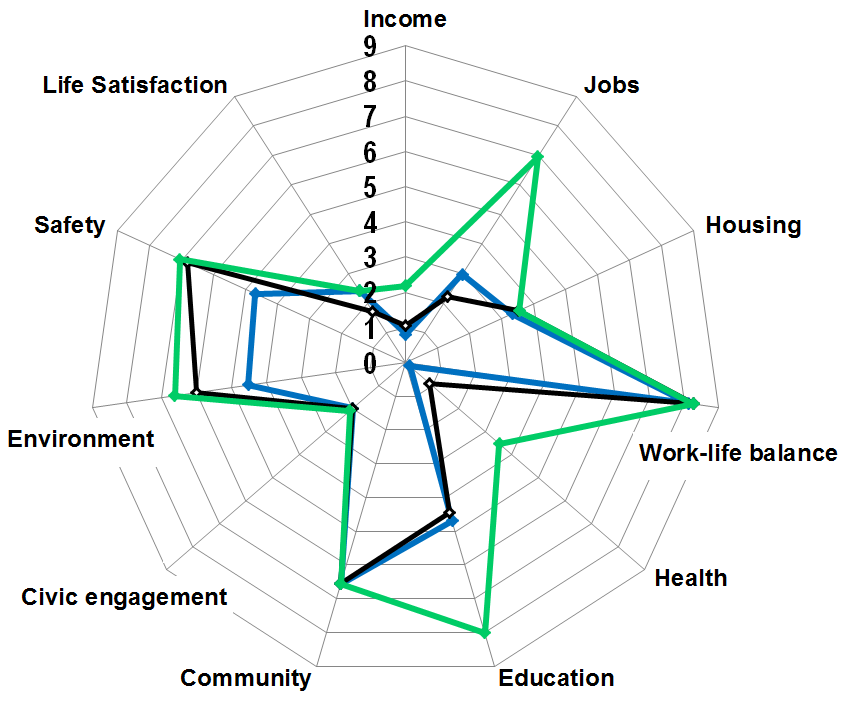 Income
9
Life Satisfaction
8
Jobs
7
6
5
Safety
4
Housing
3
2
1
0
Environment
Work-life balance
Health
Civic engagement
Community
Education